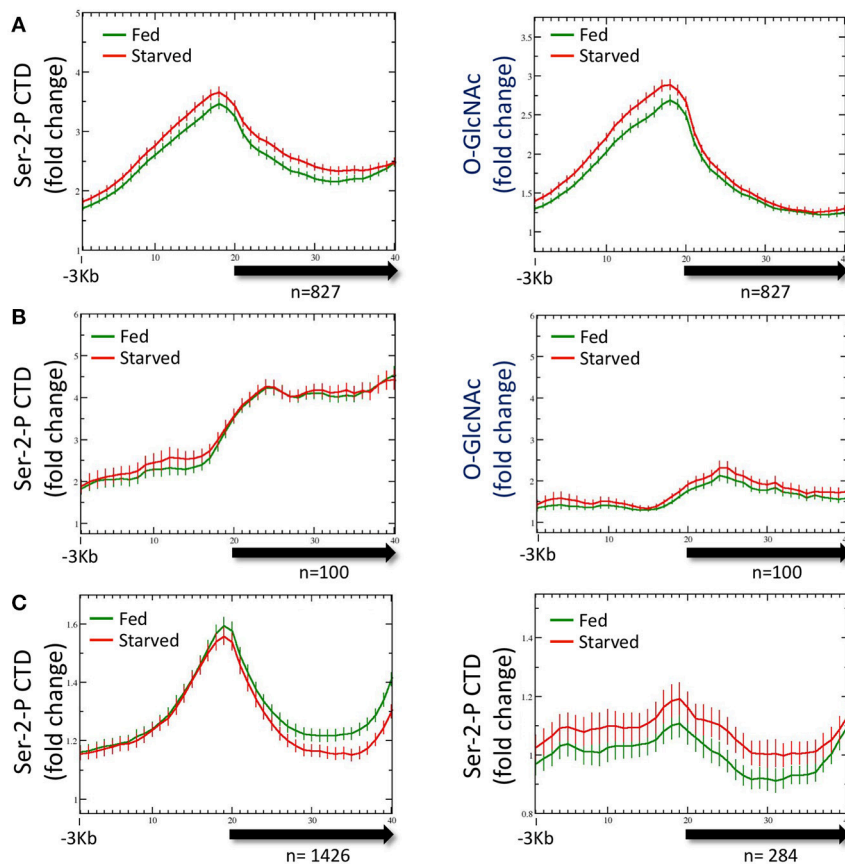 A
Ser-2-P CTD
(fold change)
5
4
3
2
1
Fed
Starved
10
20
30
40
-3Kb
n=827
O-GlcNAc
(fold change)
3.5
3
2.5
2
1.5
1
Fed
Starved
10
20
30
40
-3Kb
n=827
B
Ser-2-P CTD
(fold change)
6
5
4
3
2
1
Fed
Starved
10
20
30
40
-3Kb
n=100
O-GlcNAc
(fold change)
6
5
4
3
2
1
Fed
Starved
10
20
30
40
-3Kb
n=100
C
Ser-2-P CTD
(fold change)
1.6
1.4
1.2
1
Fed
Starved
10
20
30
40
-3Kb
n= 1426
Ser-2-P CTD
(fold change)
1.4
1.2
1
0.8
Fed
Starved
10
20
30
40
-3Kb
n= 284